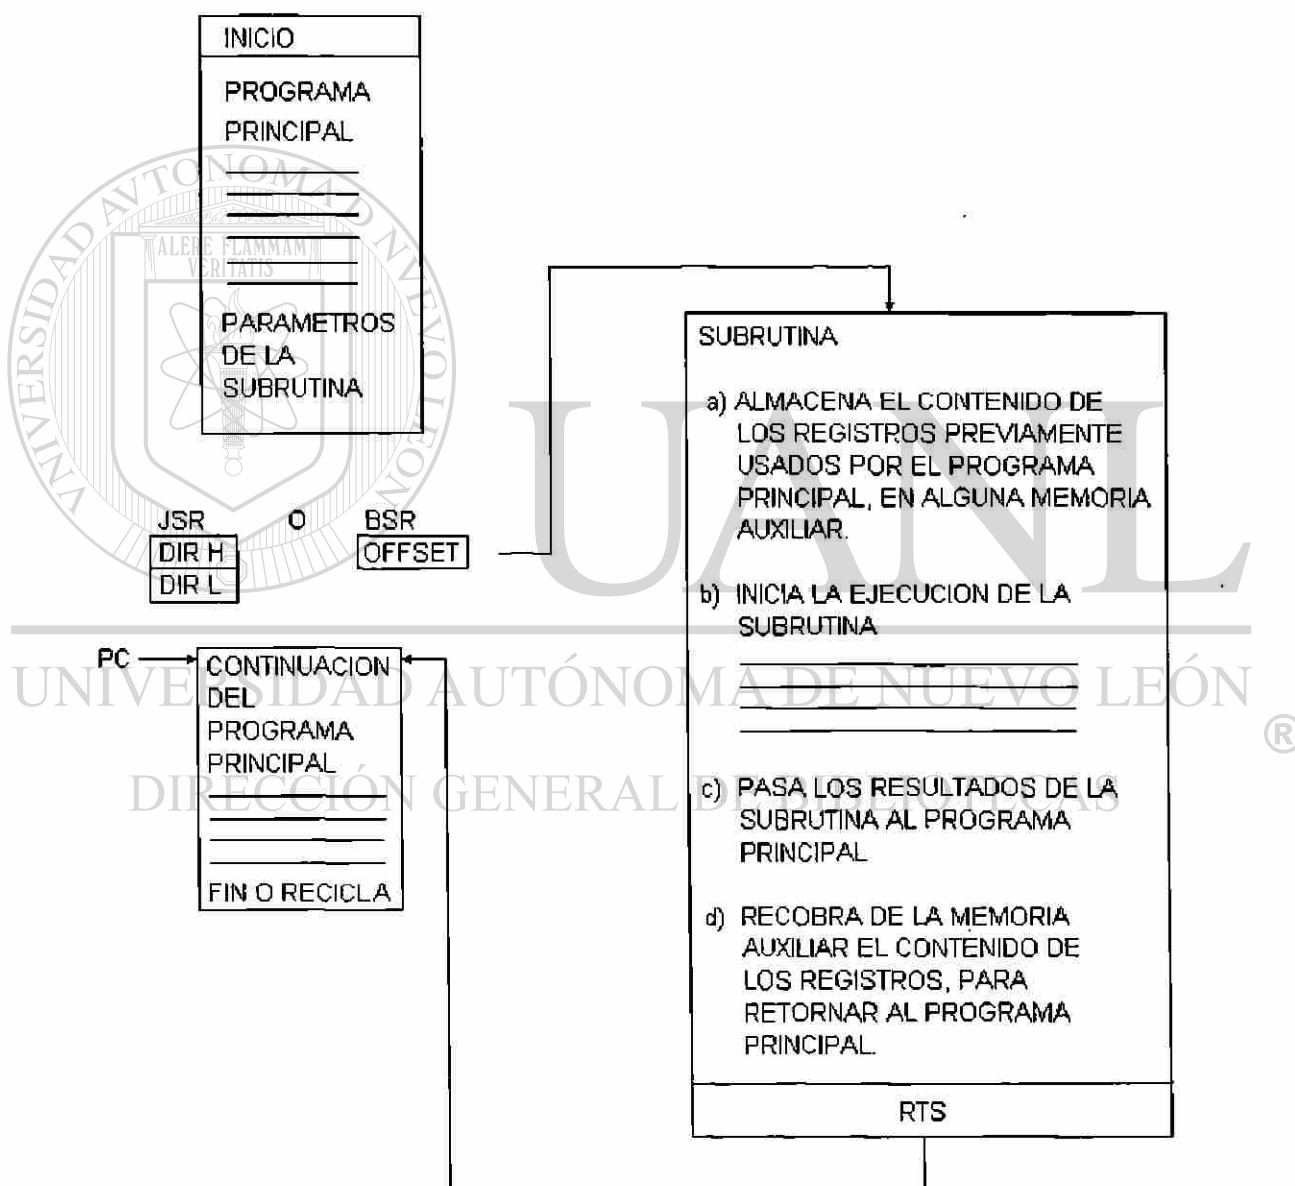 INICIO
PROGRAMA
PRINCIPAL
PARAMETROS
DE LA
SUBRUTINA
JSR O BSR
DIR H
DIR L
OFFSET
PC
CONTINUACION
DEL
PROGRAMA
PRINCIPAL
FIN O RECICLA
SUBRUTINA
a) ALMACENA EL CONTENIDO DE
LOS REGISTROS PREVIAMENTE
USADOS POR EL PROGRAMA
PRINCIPAL, EN ALGUNA MEMORIA
AUXILIAR.
b) INICIA LA EJECUCION DE LA
SUBRUTINA
c) PASA LOS RESULTADOS DE LA
SUBRUTINA AL PROGRAMA
PRINCIPAL
d) RECOBRA DE LA MEMORIA
AUXILIAR EL CONTENIDO DE
LOS REGISTROS, PARA
RETORNAR AL PROGRAMA
PRINCIPAL.
RTS
UNIVERSIDAD AVTONOMA D NVEVO LEON
ALERE FLAMMAM
VERITATIS
UANL
UNIVERSIDAD AUTÓNOMA DE NUEVO LEÓN
®
DIRECCIÓN GENERAL DE BIBLIOTECAS